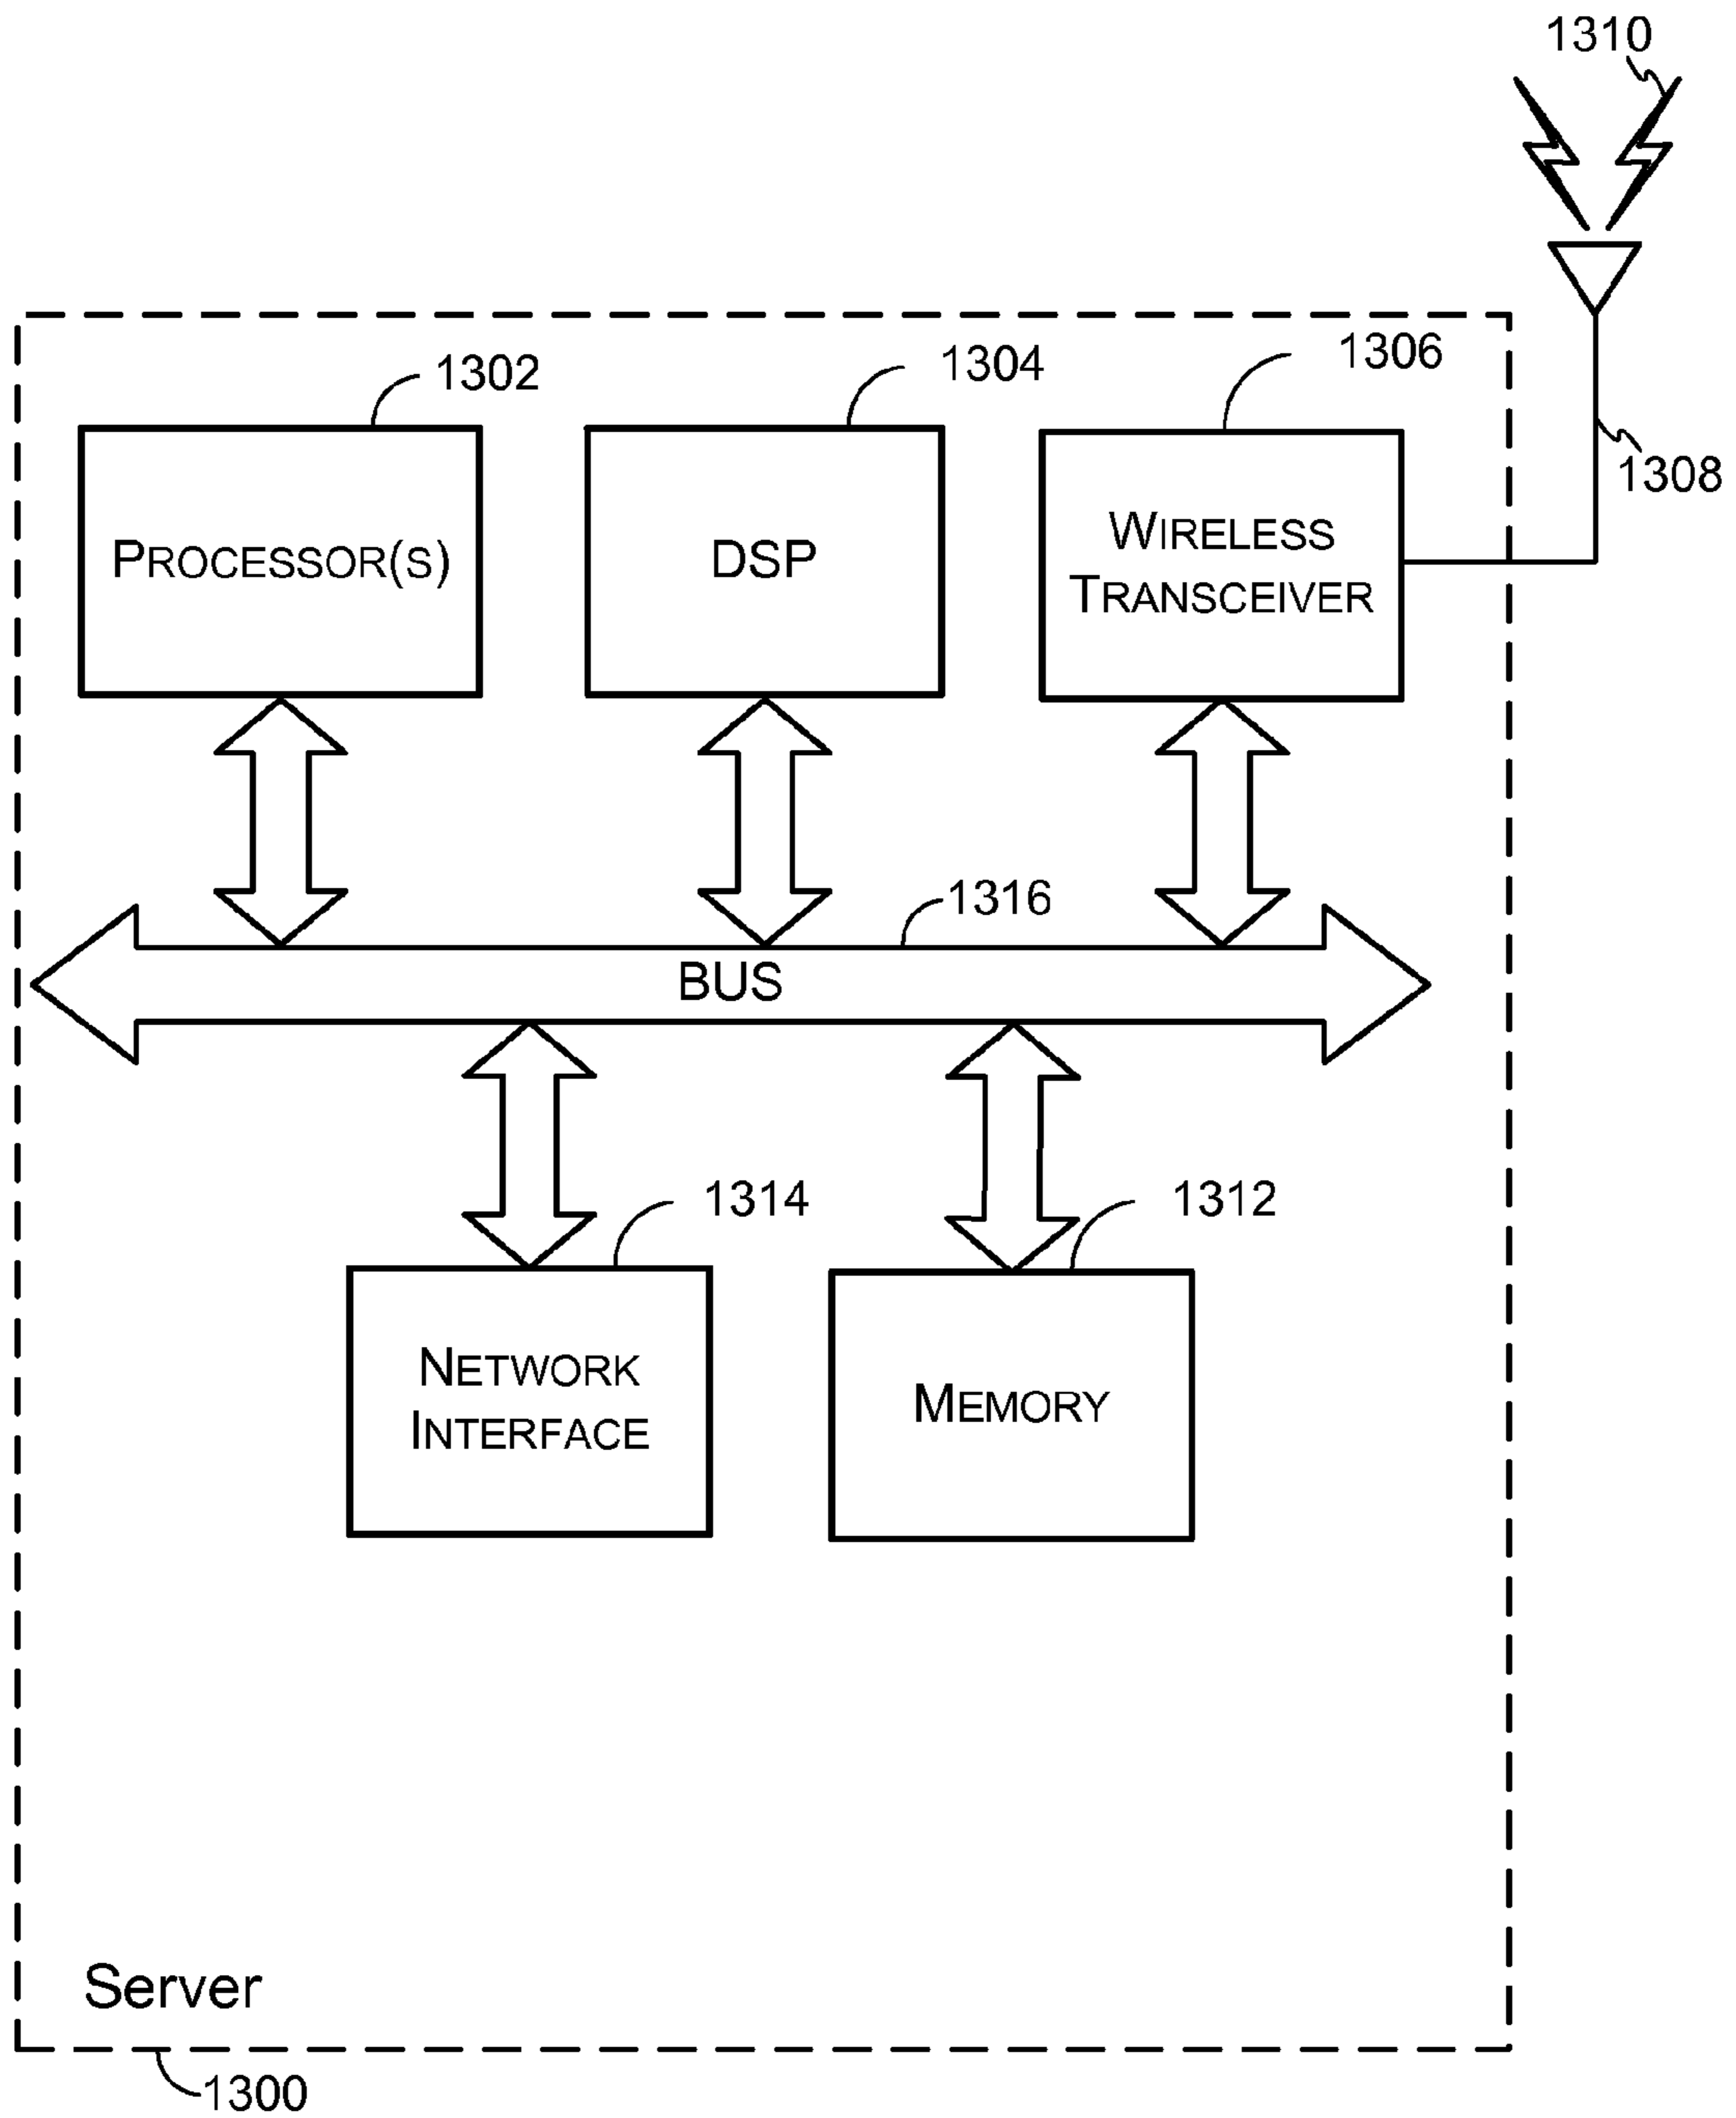 1310
1302
1304
1306
1308
PROCESSOR(S)
DSP
WIRELESS
TRANSCEIVER
1316
BUS
1314
1312
NETWORK
INTERFACE
MEMORY
Server
1300